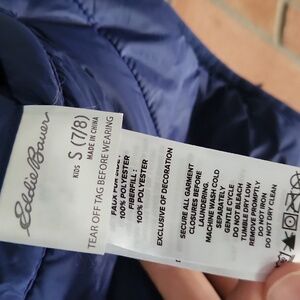 Eddie Bauer
KIDS S (7/8)
MADE IN CHINA
TEAR OFF TAG BEFORE WEARING
100% POLYESTER
FIBERFILL:
100% POLYESTER
EXCLUSIVE OF DECORATION
SECURE ALL GARMENT
CLOSURES BEFORE
LAUNDERING.
MACHINE WASH COLD
SEPARATELY
GENTLE CYCLE
DO NOT BLEACH
TUMBLE DRY LOW
REMOVE PROMPTLY
DO NOT IRON
DO NOT DRY CLEAN